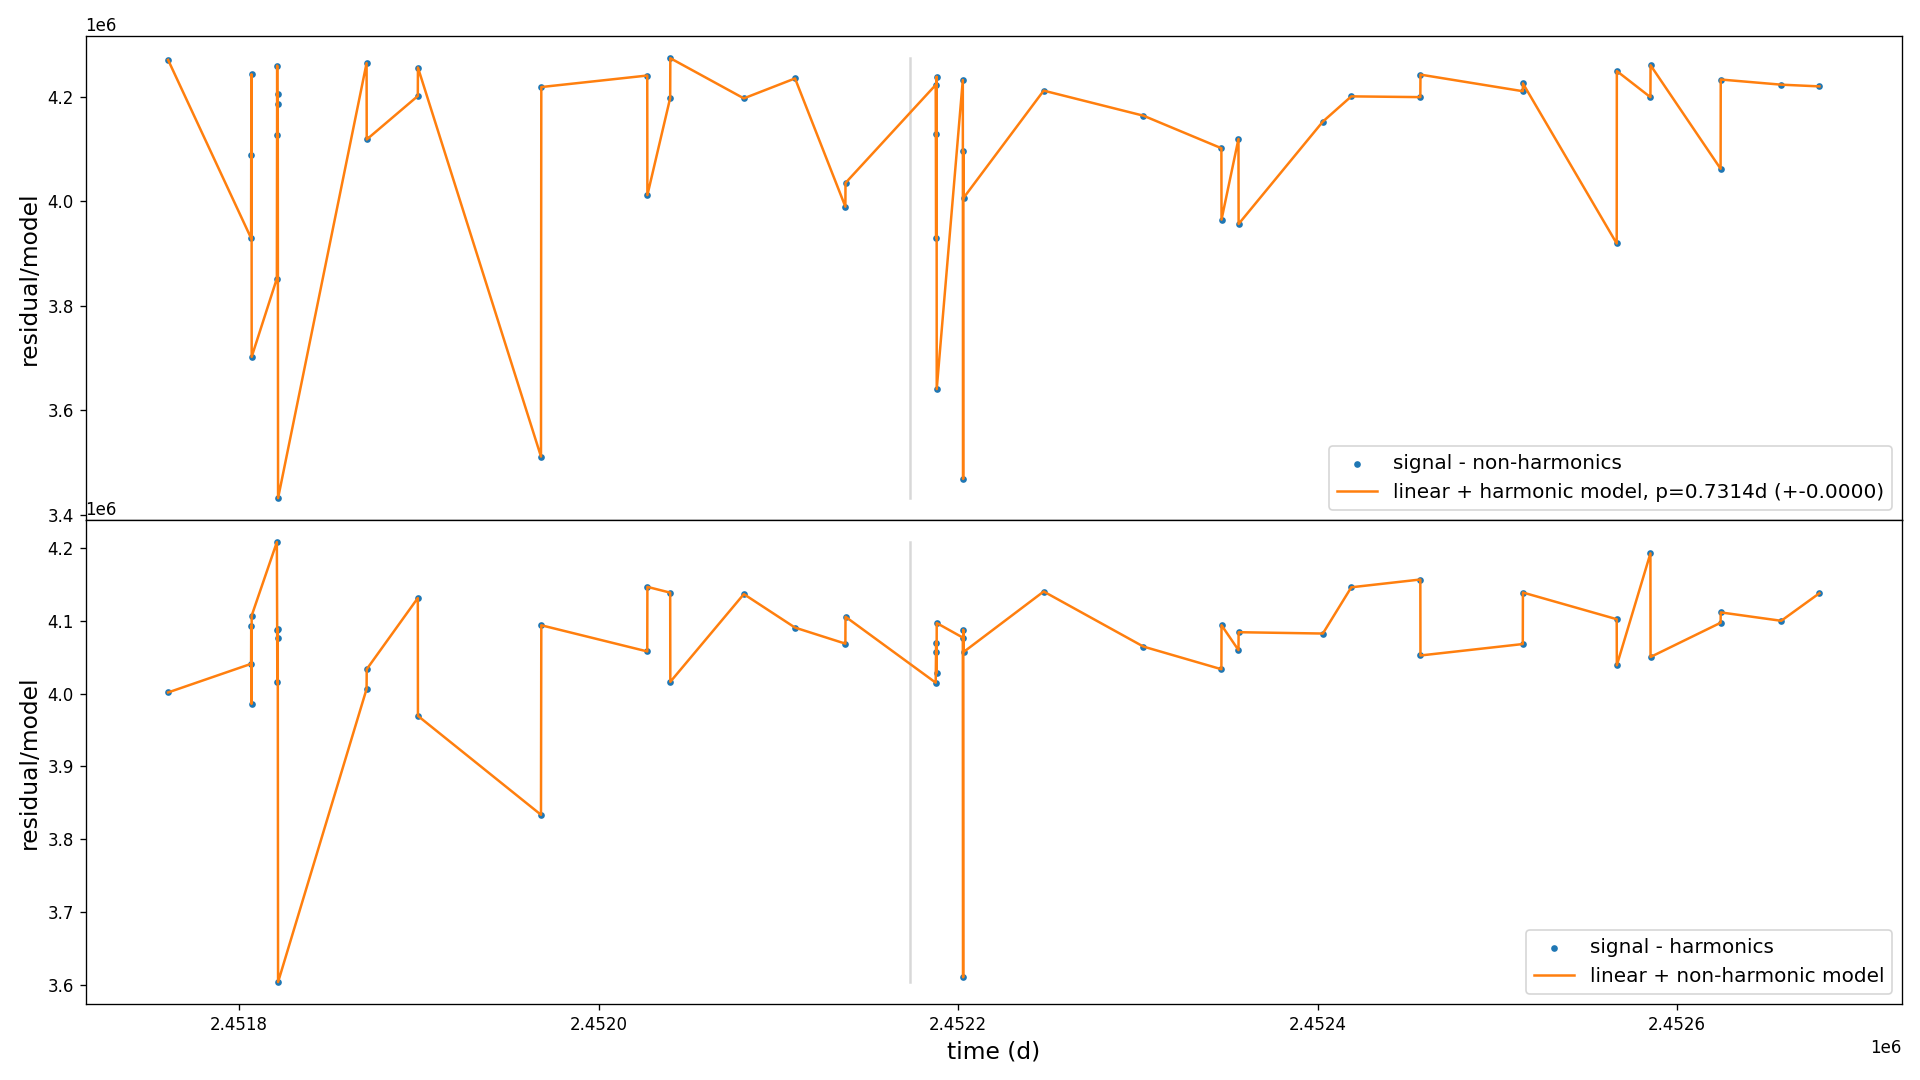 1e6
4.2
4.0
3.8
3.6
3.4
residual/model
signal - non-harmonics
linear + harmonic model, p=0.7314d (+-0.0000)
1e6
4.2
4.1
4.0
3.9
3.8
3.7
3.6
residual/model
signal - harmonics
linear + non-harmonic model
2.4518 2.4520 2.4522 2.4524 2.4526
time (d)
1e6